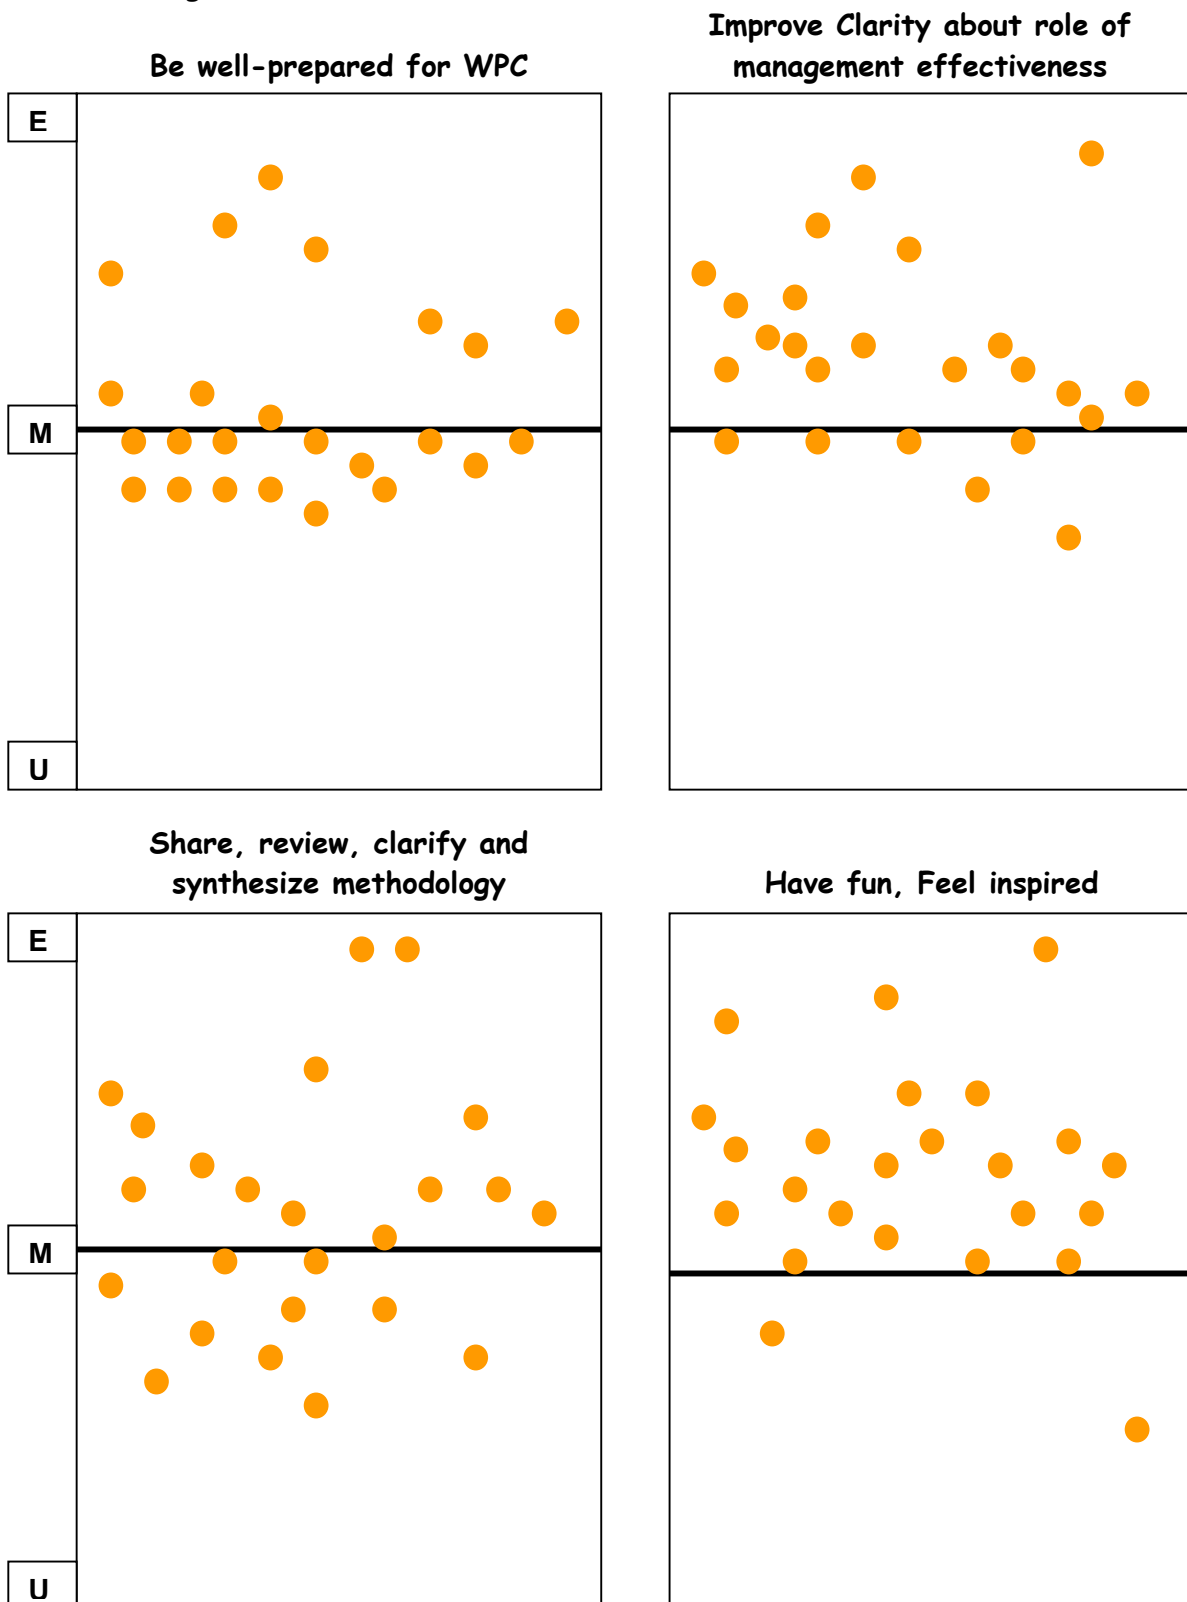 Be well-prepared for WPC
Improve Clarity about role of
management effectiveness
E
M
U
Share, review, clarify and
synthesize methodology
Have fun, Feel inspired
E
M
U